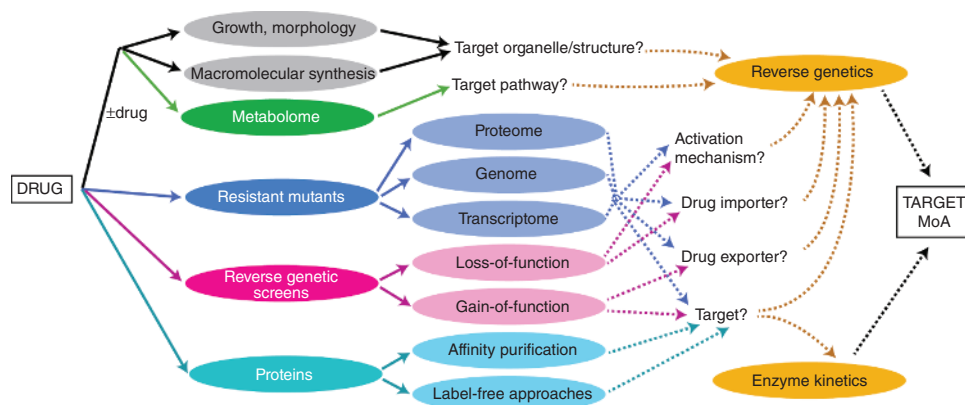 Growth, morphology
Macromolecular synthesis
Metabolome
±drug
DRUG
Resistant mutants
Reverse genetic
screens
Proteins
Proteome
Genome
Transcriptome
Loss-of-function
Gain-of-function
Affinity purification
Label-free approaches
Target organelle/structure?
Target pathway?
Activation
mechanism?
Drug importer?
Drug exporter?
Target?
Reverse genetics
Enzyme kinetics
TARGET
MoA